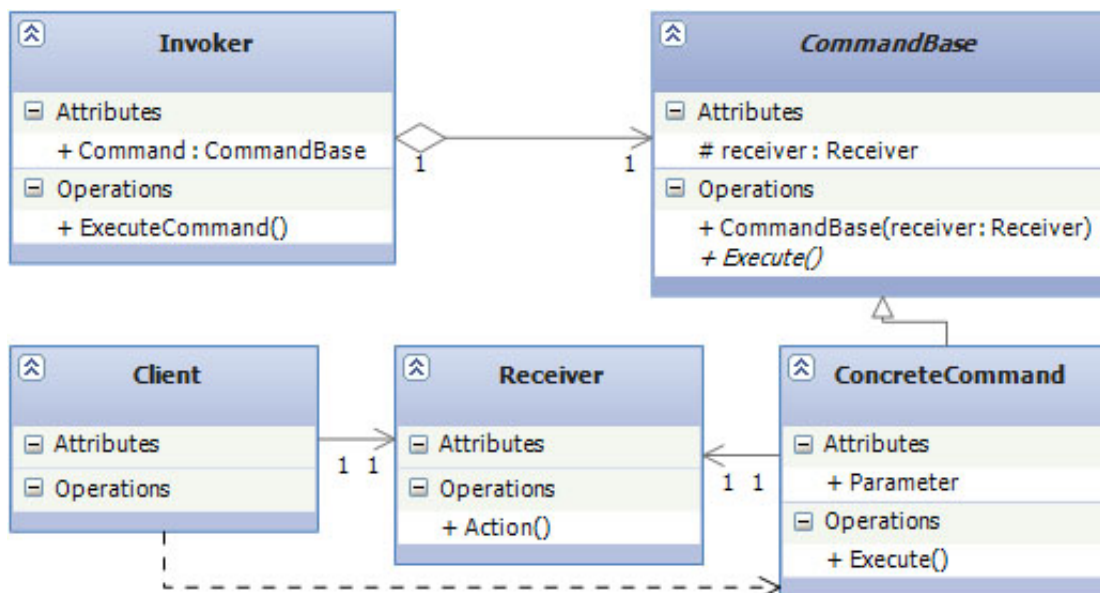 Invoker
Attributes
+ Command : CommandBase
Operations
+ ExecuteCommand()
1
1
CommandBase
Attributes
# receiver : Receiver
Operations
+ CommandBase(receiver: Receiver)
+ Execute()
Client
Attributes
Operations
1 1
Receiver
Attributes
Operations
+ Action()
1 1
ConcreteCommand
Attributes
+ Parameter
Operations
+ Execute()